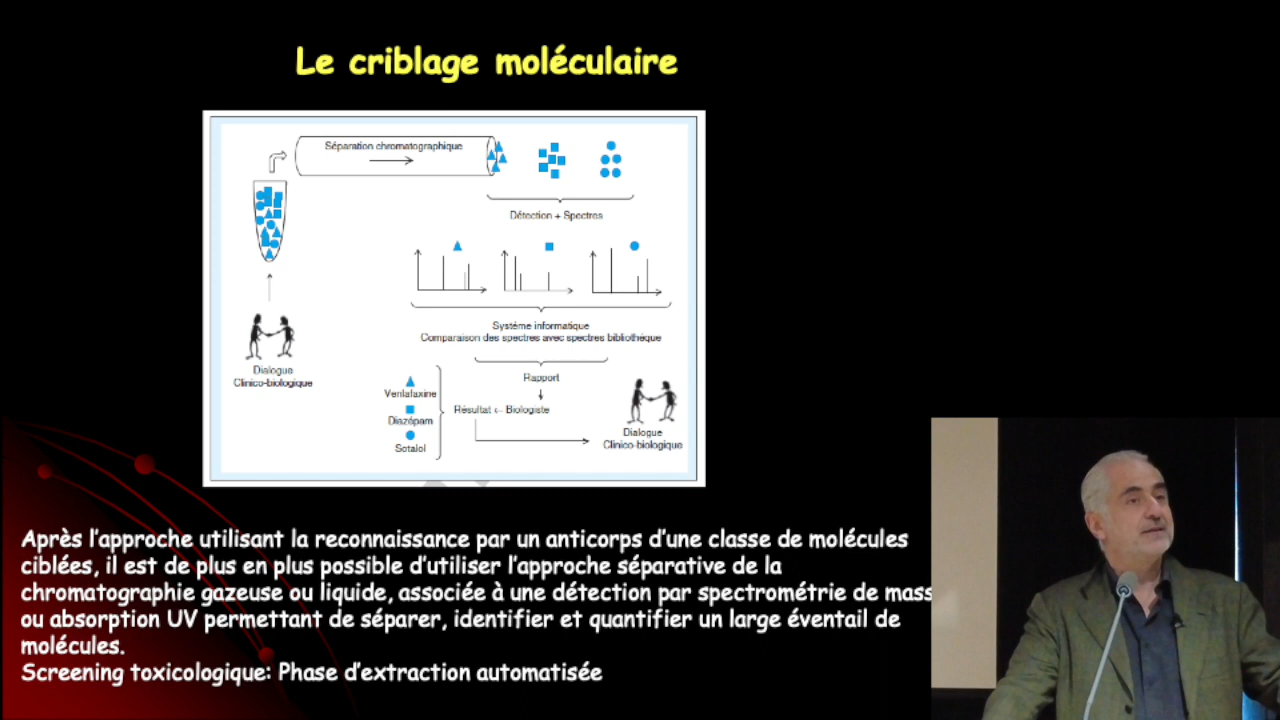 Le criblage moléculaire
Séparation chromatographique
Détection + Spectres
Système informatique
Comparaison des spectres avec spectres bibliothèque
Dialogue
Clinico-biologique
Rapport
Venlafaxine
Diazépam
Sotalol
Résultat ← Biologiste
Dialogue
Clinico-biologique
Après l’approche utilisant la reconnaissance par un anticorps d’une classe de molécules
ciblées, il est de plus en plus possible d’utiliser l’approche séparative de la
chromatographie gazeuse ou liquide, associée à une détection par spectrométrie de mass
ou absorption UV permettant de séparer, identifier et quantifier un large éventail de
molécules.
Screening toxicologique: Phase d’extraction automatisée